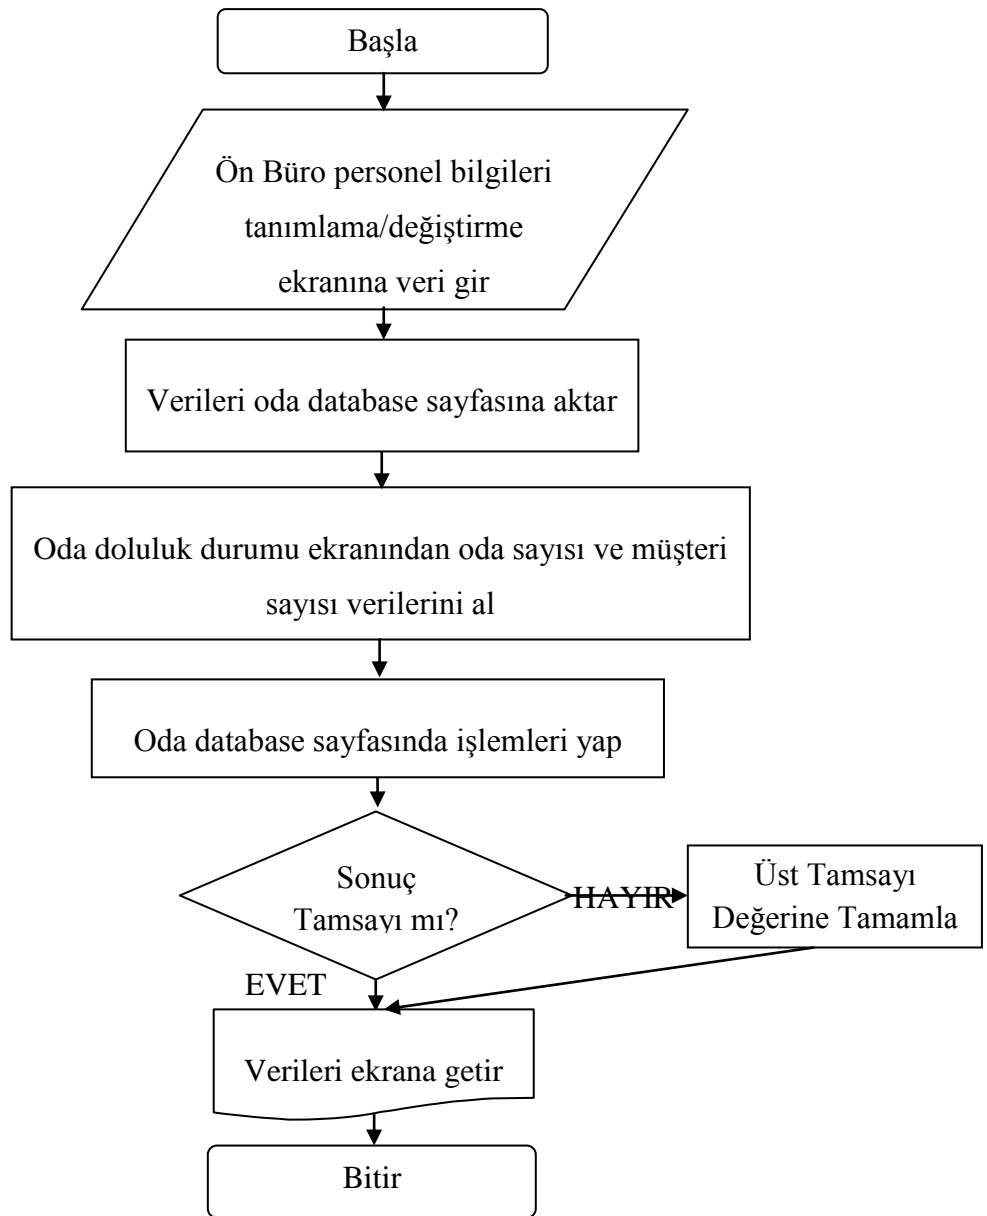 Başla
Ön Büro personel bilgileri
tanımlama/değiştirme
ekranına veri gir
Verileri oda database sayfasına aktar
Oda doluluk durumu ekranından oda sayısı ve müşteri
sayısı verilerini al
Oda database sayfasında işlemleri yap
Sonuç
Tamsayı mı?
HAYIR
Üst Tamsayı
Değerine Tamamla
EVET
Verileri ekrana getir
Bitir